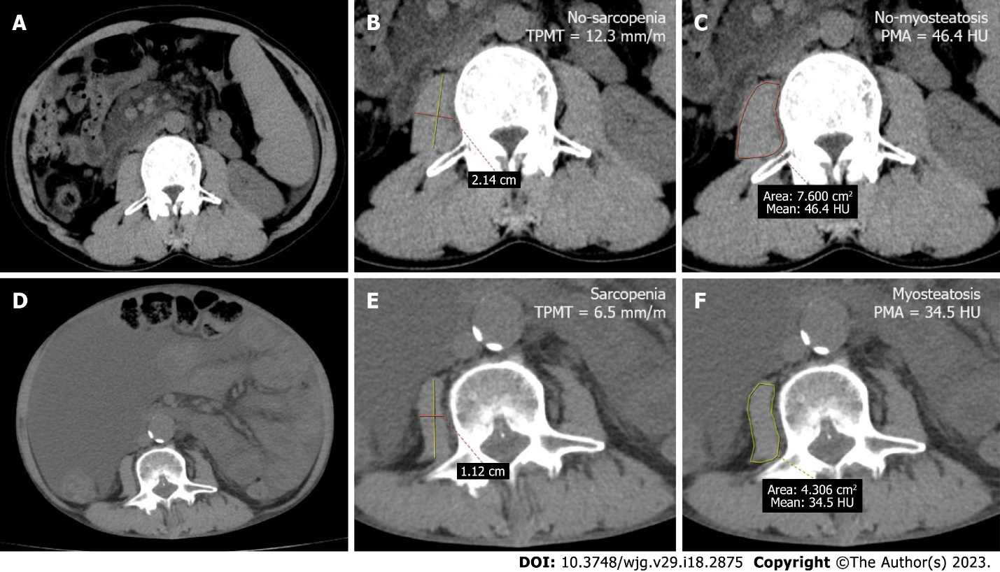 A
B
No-sarcopenia
TPMT = 12.3 mm/m
2.14 cm
C
No-myosteatosis
PMA = 46.4 HU
Area: 7.600 cm²
Mean: 46.4 HU
D
E
Sarcopenia
TPMT = 6.5 mm/m
1.12 cm
F
Myosteatosis
PMA = 34.5 HU
Area: 4.306 cm²
Mean: 34.5 HU
DOI: 10.3748/wjg.v29.i18.2875 Copyright ©The Author(s) 2023.